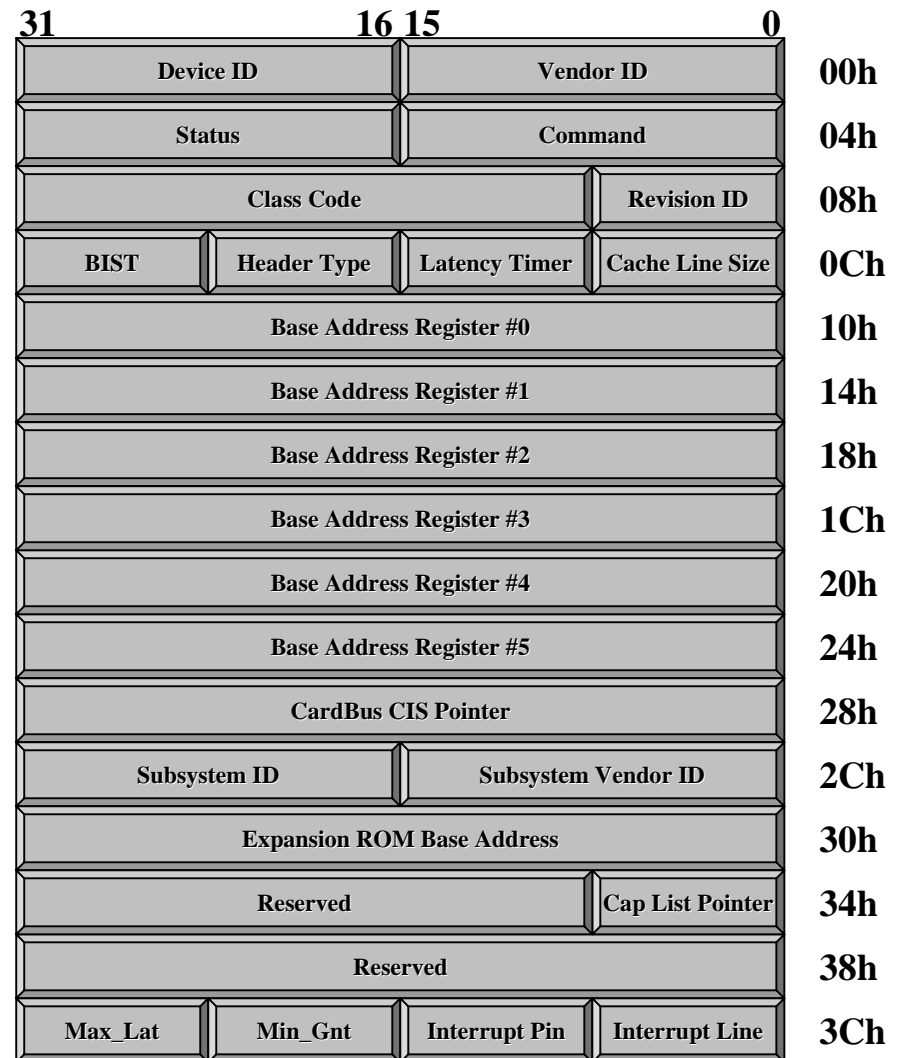 31 16 15 0
Device ID Vendor ID 00h
Status Command 04h
Class Code Revision ID 08h
BIST Header Type Latency Timer Cache Line Size 0Ch
Base Address Register #0 10h
Base Address Register #1 14h
Base Address Register #2 18h
Base Address Register #3 1Ch
Base Address Register #4 20h
Base Address Register #5 24h
CardBus CIS Pointer 28h
Subsystem ID Subsystem Vendor ID 2Ch
Expansion ROM Base Address 30h
Reserved Cap List Pointer 34h
Reserved 38h
Max_Lat Min_Gnt Interrupt Pin Interrupt Line 3Ch